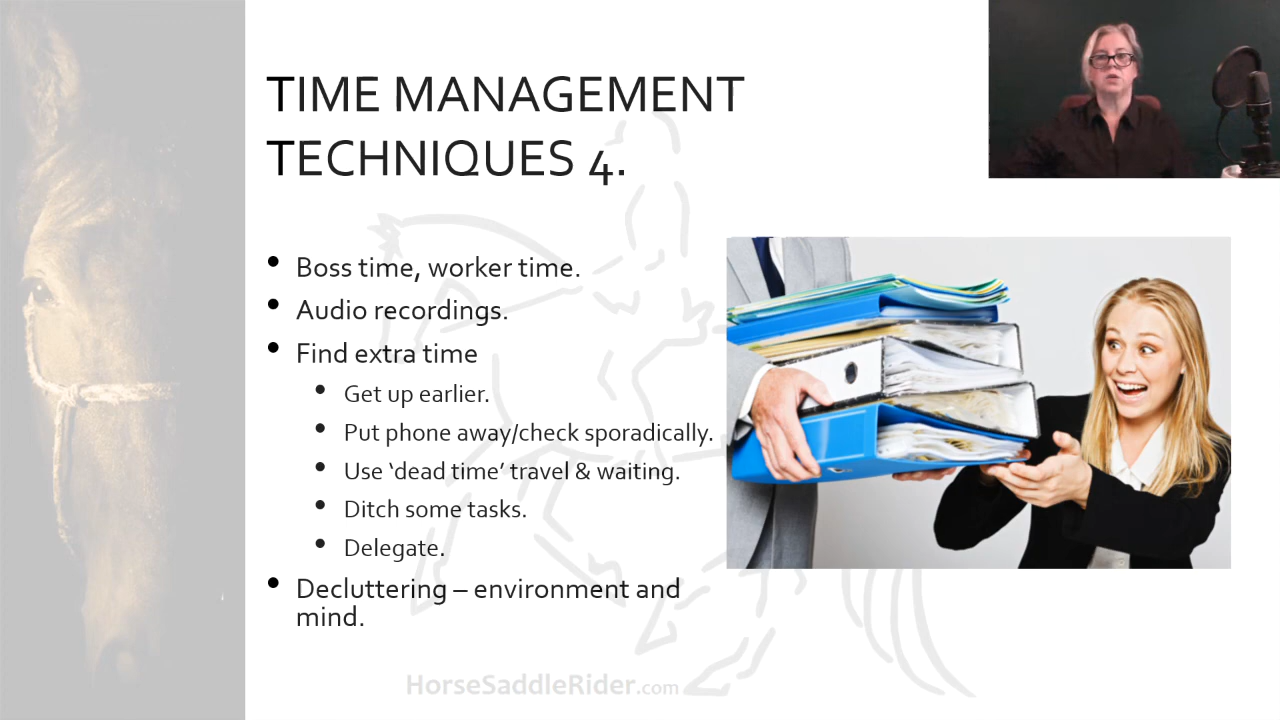 TIME MANAGEMENT
TECHNIQUES 4.
• Boss time, worker time.
• Audio recordings.
• Find extra time
• Get up earlier.
• Put phone away/check sporadically.
• Use ‘dead time’ travel & waiting.
• Ditch some tasks.
• Delegate.
• Decluttering – environment and
mind.
HorseSaddleRider.com